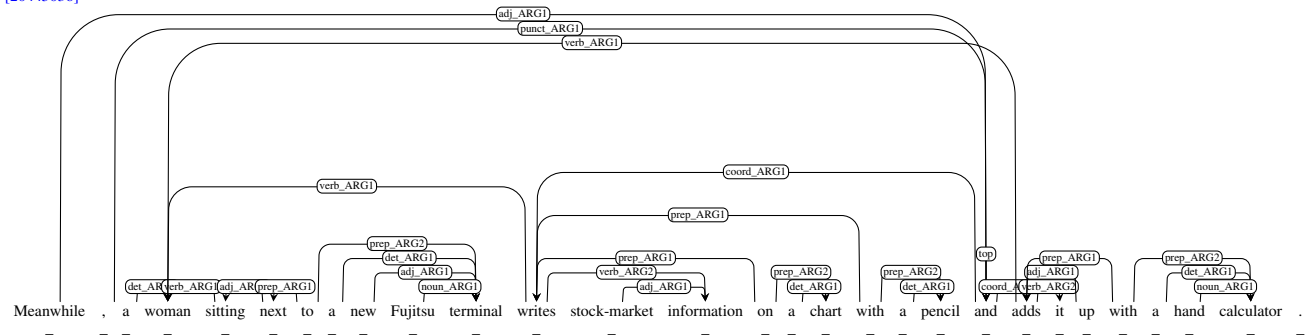 adj_ARG1
punct_ARG1
verb_ARG1
coord_ARG1
verb_ARG1
prep_ARG1
prep_ARG2
top
det_ARG1 prep_ARG1 prep_ARG1
adj_ARG1 verb_ARG2 prep_ARG2 prep_ARG2 adj_ARG1 prep_ARG2 det_ARG1
verb_ARG1 prep_ARG1 noun_ARG1 adj_ARG1 det_ARG1 det_ARG1 verb_ARG2 noun_ARG1
Meanwhile , a woman sitting next to a new Fujitsu terminal writes stock-market information on a chart with a pencil and adds it up with a hand calculator .